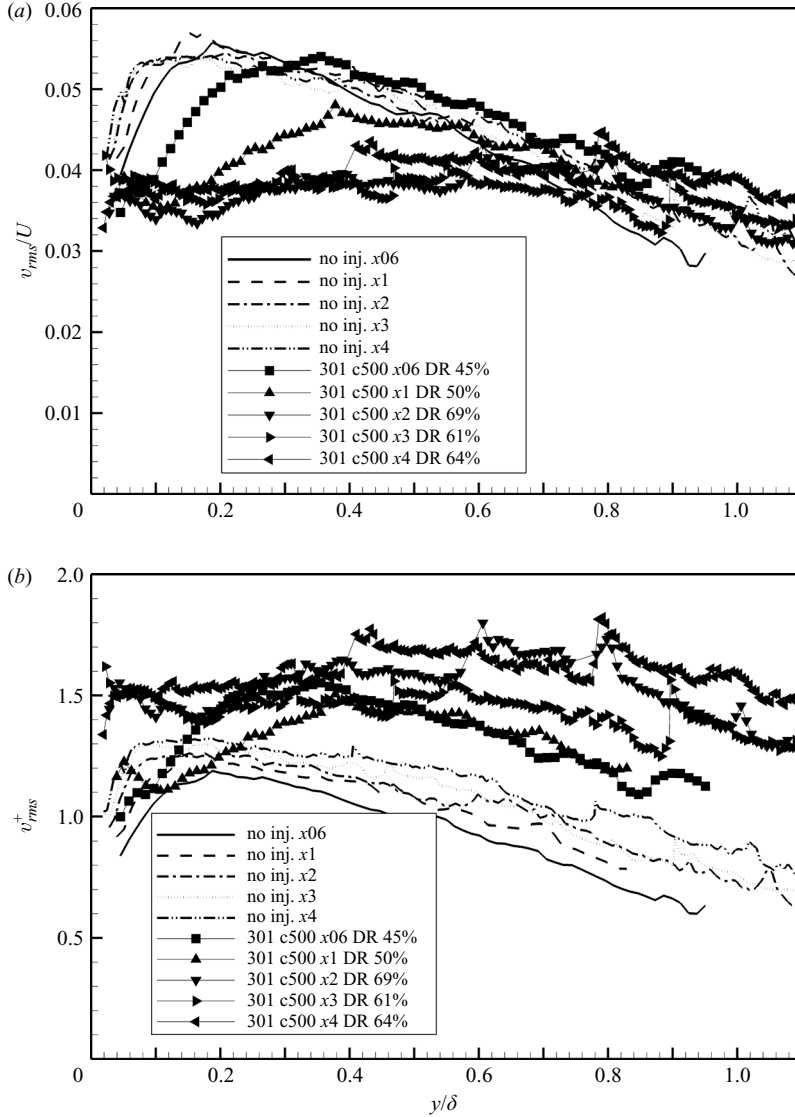 (a)
0.06
0.05
0.04
0.03
0.02
0.01
v_rms/U
no inj. x06
no inj. x1
no inj. x2
no inj. x3
no inj. x4
301 c500 x06 DR 45%
301 c500 x1 DR 50%
301 c500 x2 DR 69%
301 c500 x3 DR 61%
301 c500 x4 DR 64%
0 0.2 0.4 0.6 0.8 1.0
(b)
2.0
1.5
1.0
0.5
v⁺_rms
no inj. x06
no inj. x1
no inj. x2
no inj. x3
no inj. x4
301 c500 x06 DR 45%
301 c500 x1 DR 50%
301 c500 x2 DR 69%
301 c500 x3 DR 61%
301 c500 x4 DR 64%
0 0.2 0.4 0.6 0.8 1.0
y/δ